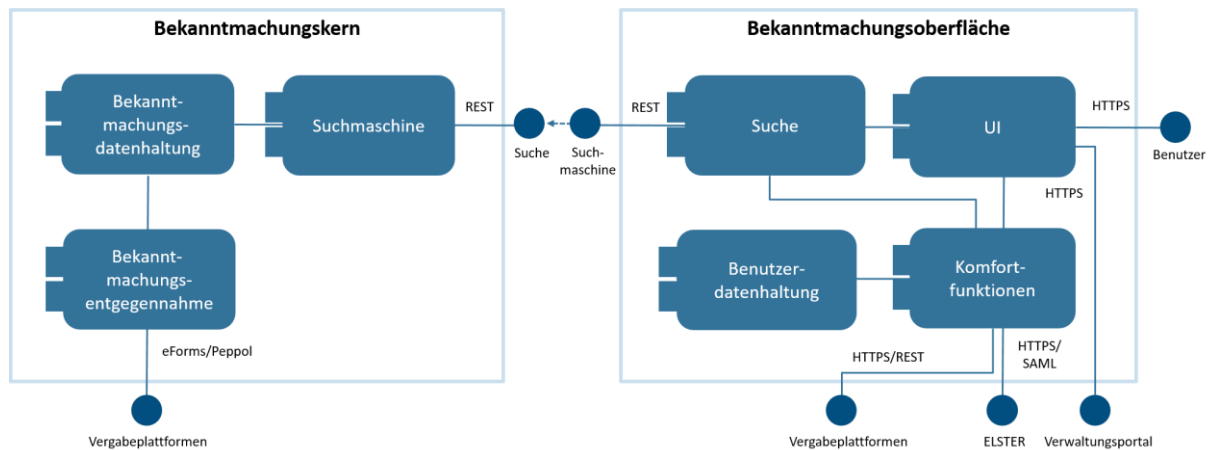 Bekanntmachungskern
Bekannt-
machungs-
datenhaltung
Suchmaschine
REST
Suche
Bekannt-
machungs-
entgegennahme
eForms/Peppol
Vergabeplattformen
Such-
maschine
Bekanntmachungsoberfläche
REST
Suche
UI
HTTPS
Benutzer
HTTPS
Benutzer-
datenhaltung
Komfort-
funktionen
HTTPS/REST
HTTPS/
SAML
Vergabeplattformen
ELSTER
Verwaltungsportal